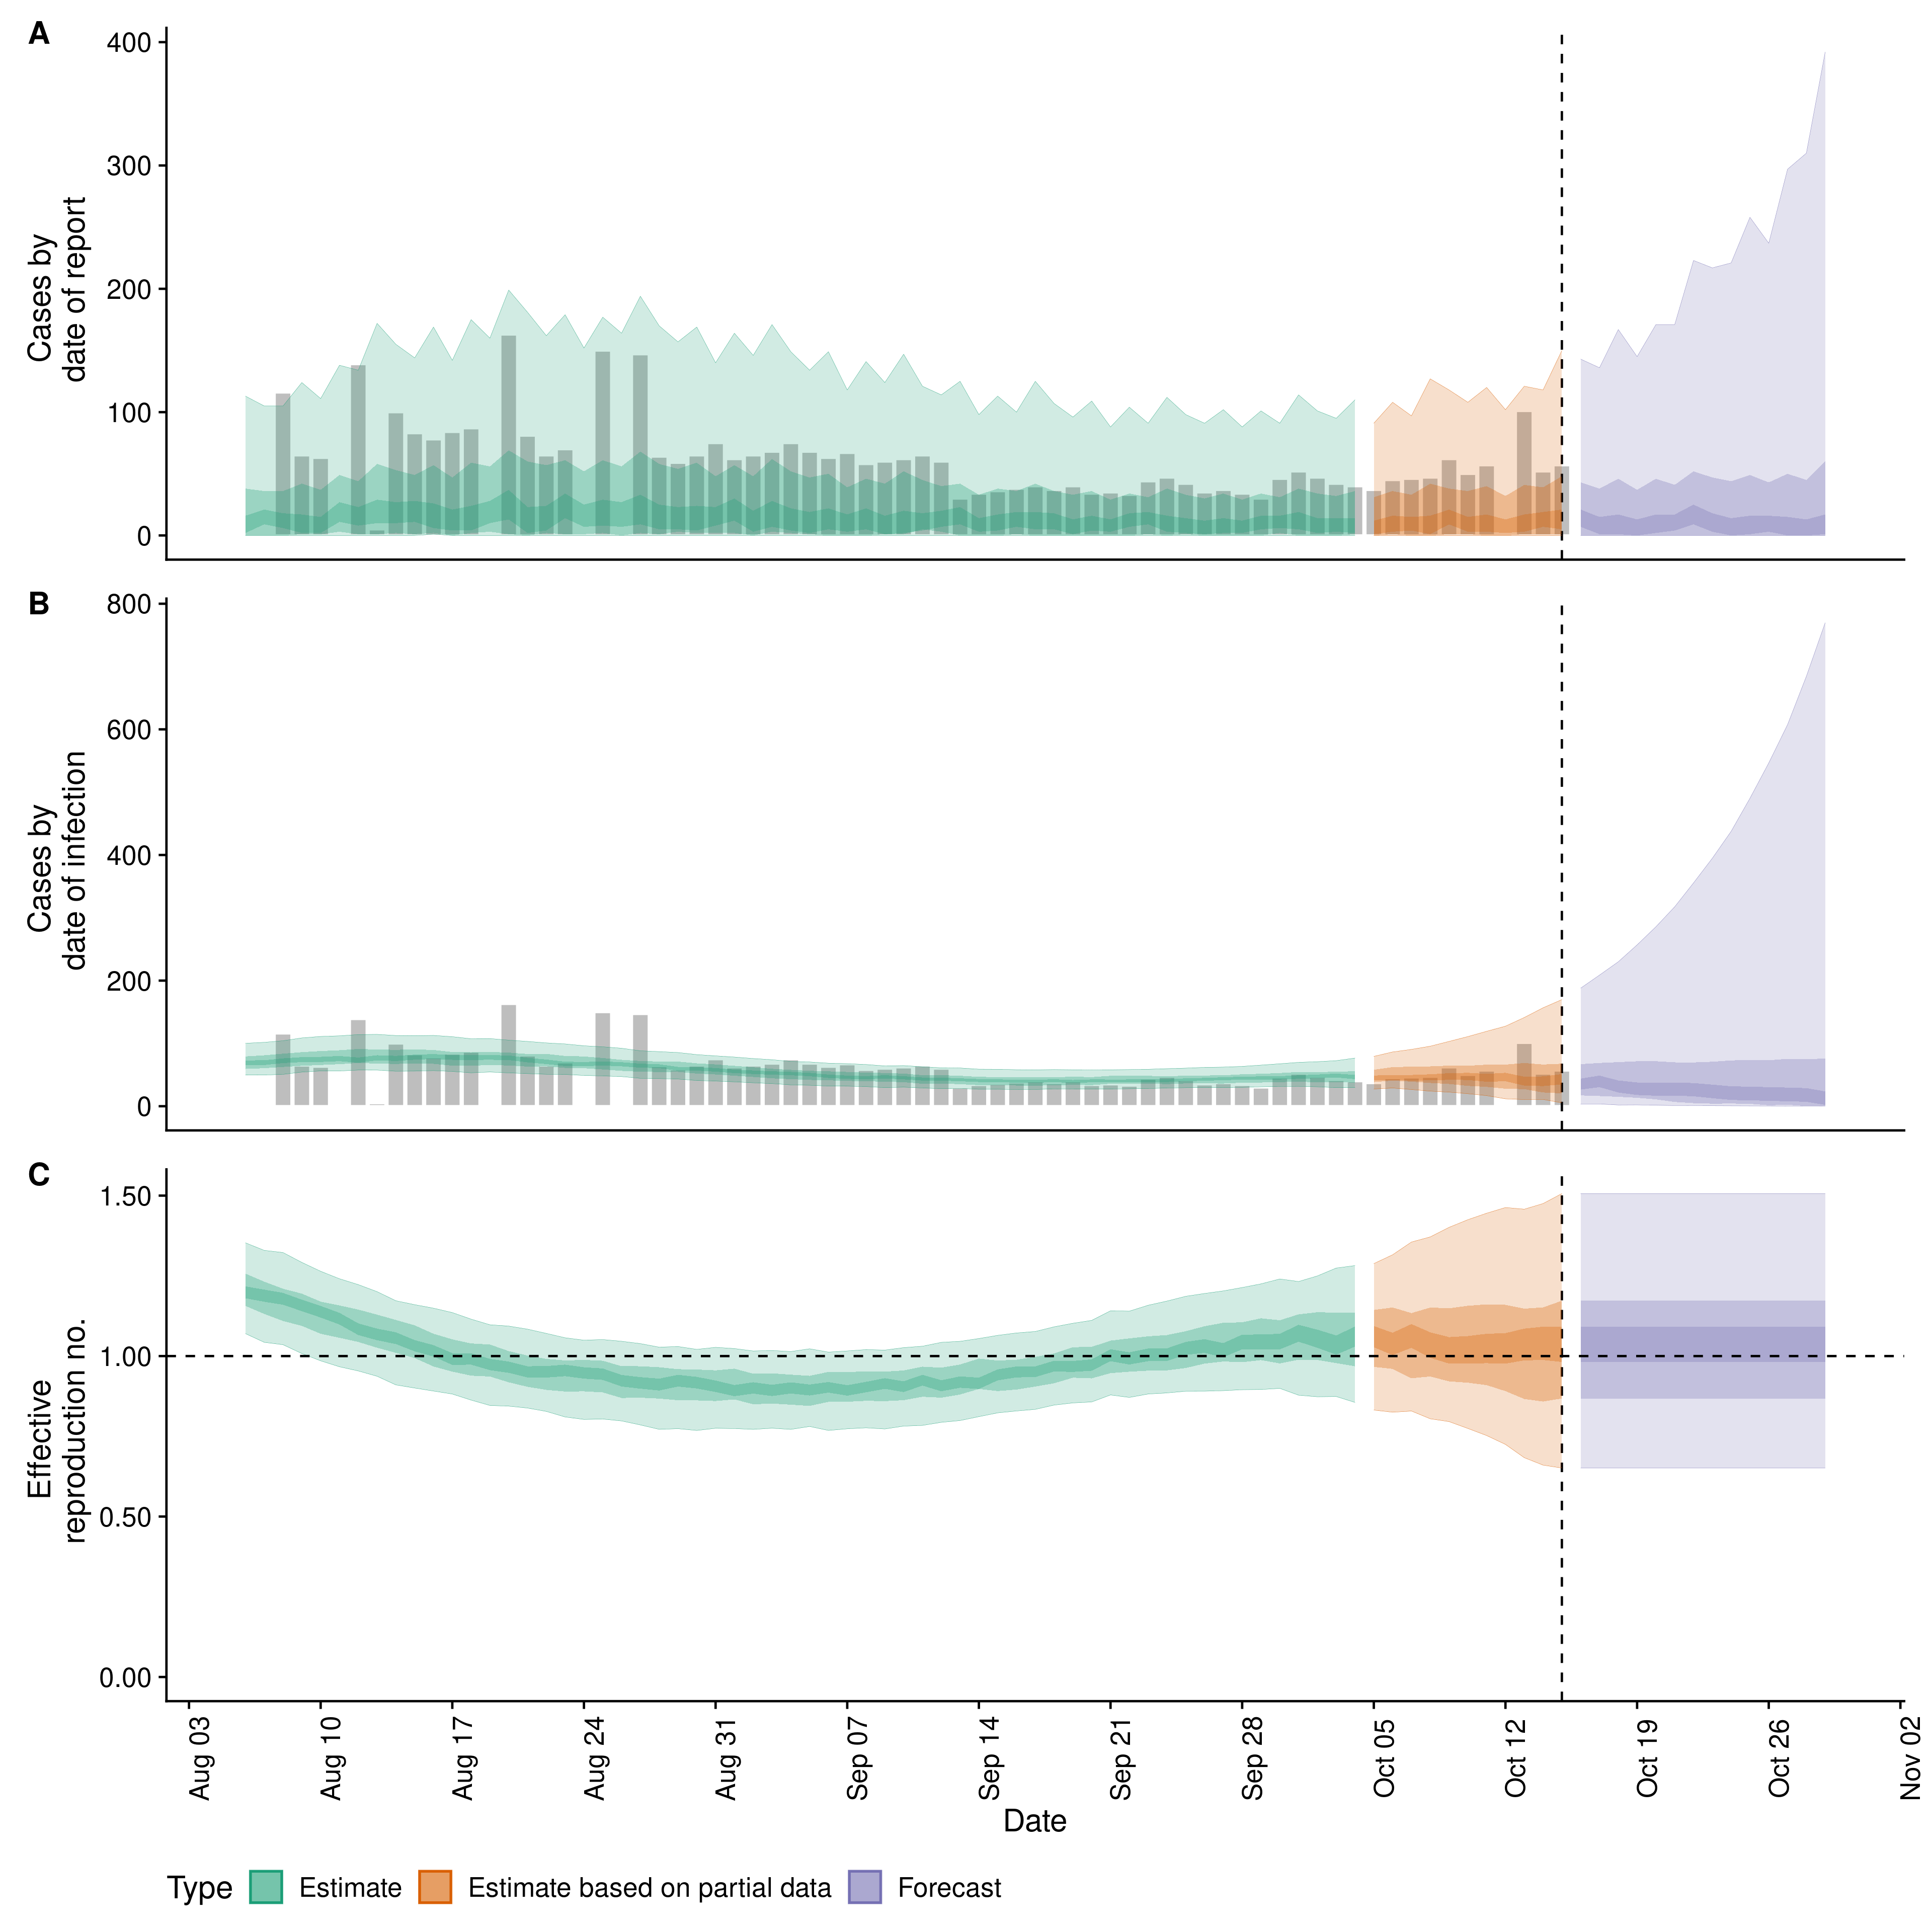 A
400
300
200
100
0
Cases by
date of report
B
800
600
400
200
0
Cases by
date of infection
C
1.50
1.00
0.50
0.00
Effective
reproduction no.
Aug 03
Aug 10
Aug 17
Aug 24
Aug 31
Sep 07
Sep 14
Sep 21
Sep 28
Oct 05
Oct 12
Oct 19
Oct 26
Nov 02
Date
Type Estimate Estimate based on partial data Forecast